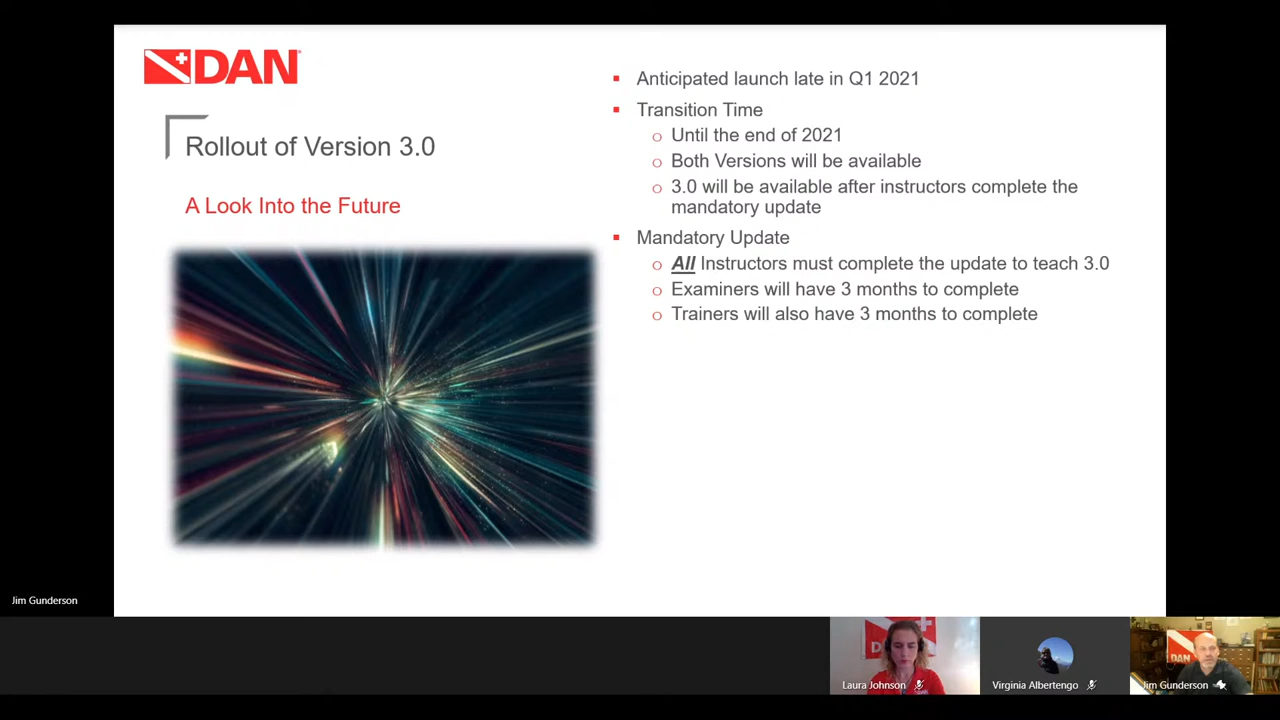 DAN
Rollout of Version 3.0
A Look Into the Future
Anticipated launch late in Q1 2021
Transition Time
Until the end of 2021
Both Versions will be available
3.0 will be available after instructors complete the
mandatory update
Mandatory Update
All Instructors must complete the update to teach 3.0
Examiners will have 3 months to complete
Trainers will also have 3 months to complete
Jim Gunderson
Laura Johnson
Virginia Albertengo
DAN
Jim Gunderson